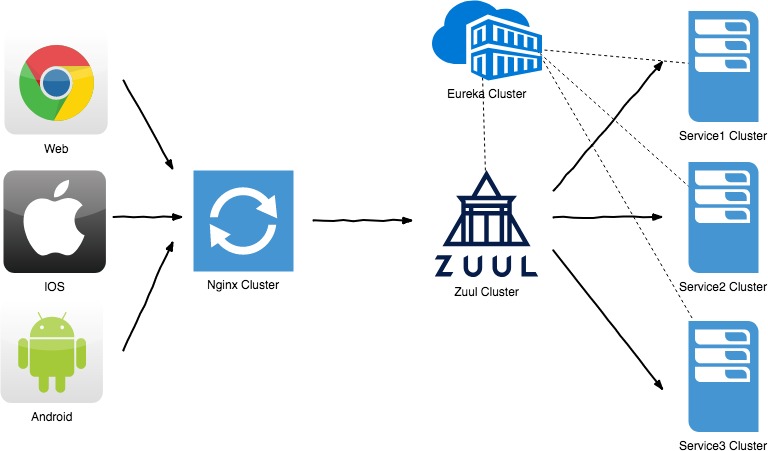 Eureka Cluster
Service1 Cluster
Web
IOS
Nginx Cluster
ZUUL
Zuul Cluster
Service2 Cluster
Android
Service3 Cluster